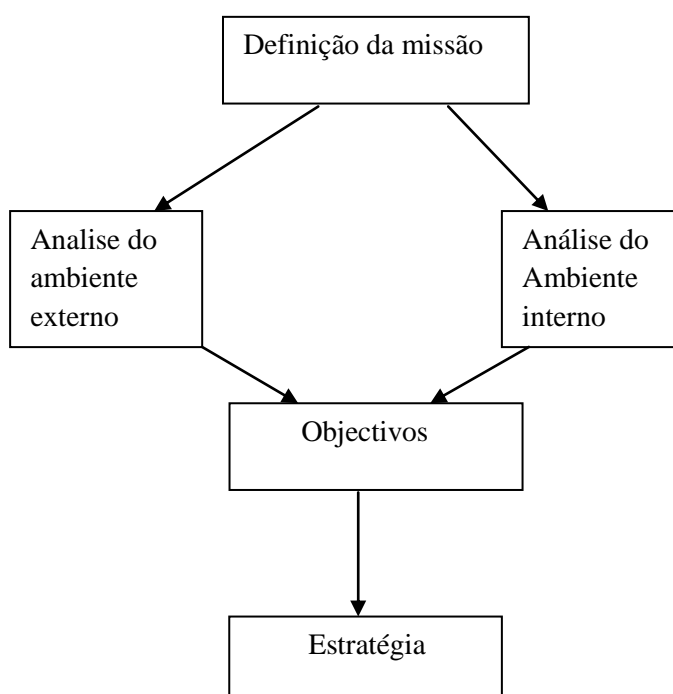 Definição da missão
Analise do
ambiente
externo
Análise do
Ambiente
interno
Objectivos
Estratégia